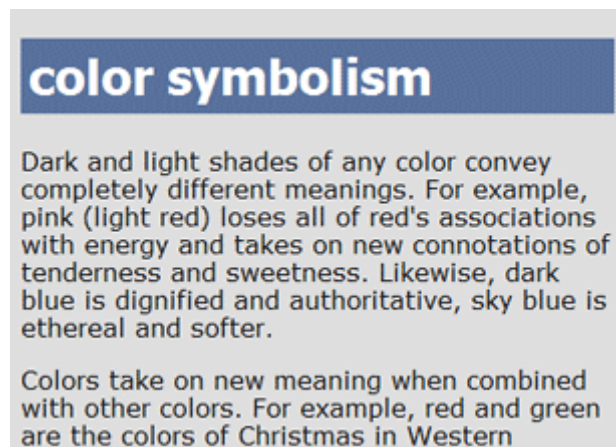 color symbolism
Dark and light shades of any color convey
completely different meanings. For example,
pink (light red) loses all of red's associations
with energy and takes on new connotations of
tenderness and sweetness. Likewise, dark
blue is dignified and authoritative, sky blue is
ethereal and softer.
Colors take on new meaning when combined
with other colors. For example, red and green
are the colors of Christmas in Western